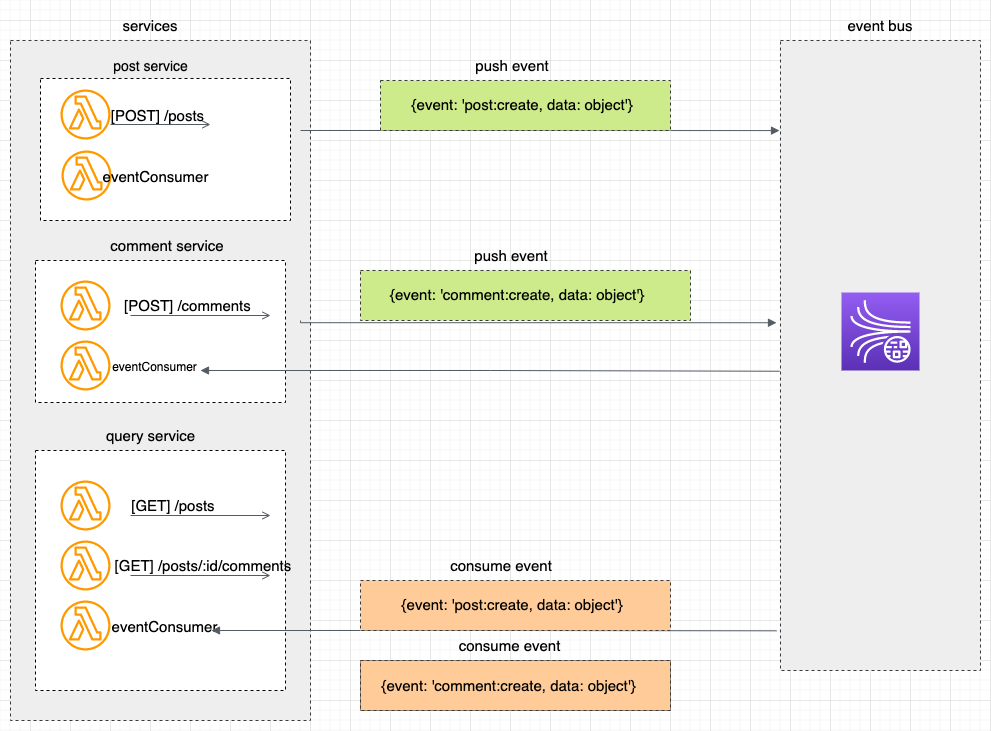 services
event bus
post service
push event
[POST] /posts
{event: 'post:create, data: object'}
eventConsumer
comment service
push event
[POST] /comments
{event: 'comment:create, data: object'}
eventConsumer
query service
[GET] /posts
[GET] /posts/:id/comments
consume event
{event: 'post:create, data: object'}
eventConsumer
consume event
{event: 'comment:create, data: object'}